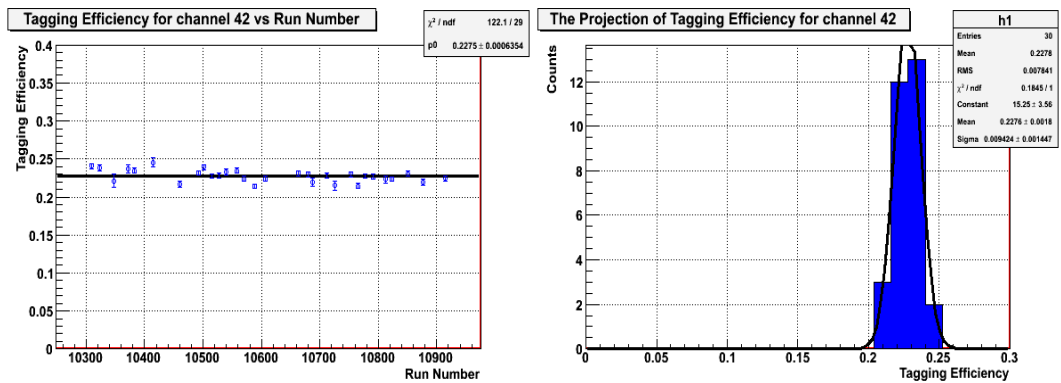 Tagging Efficiency for channel 42 vs Run Number
χ² / ndf 122.1 / 29
p0 0.2275 ± 0.0006354
Tagging Efficiency
0.4
0.35
0.3
0.25
0.2
0.15
0.1
0.05
0
10300 10400 10500 10600 10700 10800 10900
Run Number
The Projection of Tagging Efficiency for channel 42
h1
Entries 30
Mean 0.2278
RMS 0.007841
χ² / ndf 0.1845 / 1
Constant 15.25 ± 3.56
Mean 0.2276 ± 0.0018
Sigma 0.009424 ± 0.001447
Counts
12
10
8
6
4
2
0
0 0.05 0.1 0.15 0.2 0.25 0.3
Tagging Efficiency